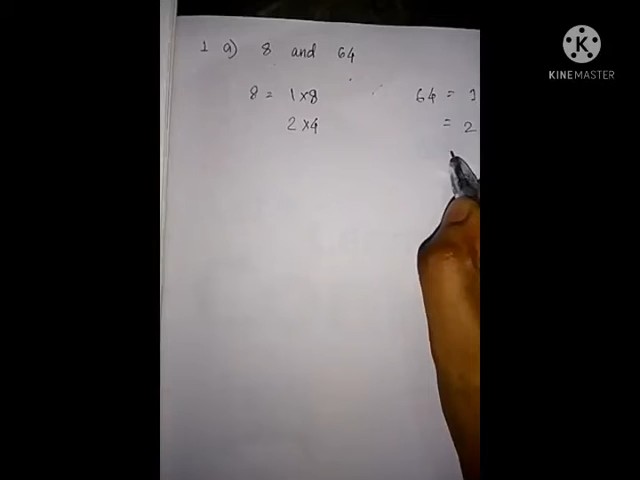 1 a) 8 and 64
8 = 1×8 64 = 1
2×4 = 2
KINEMASTER